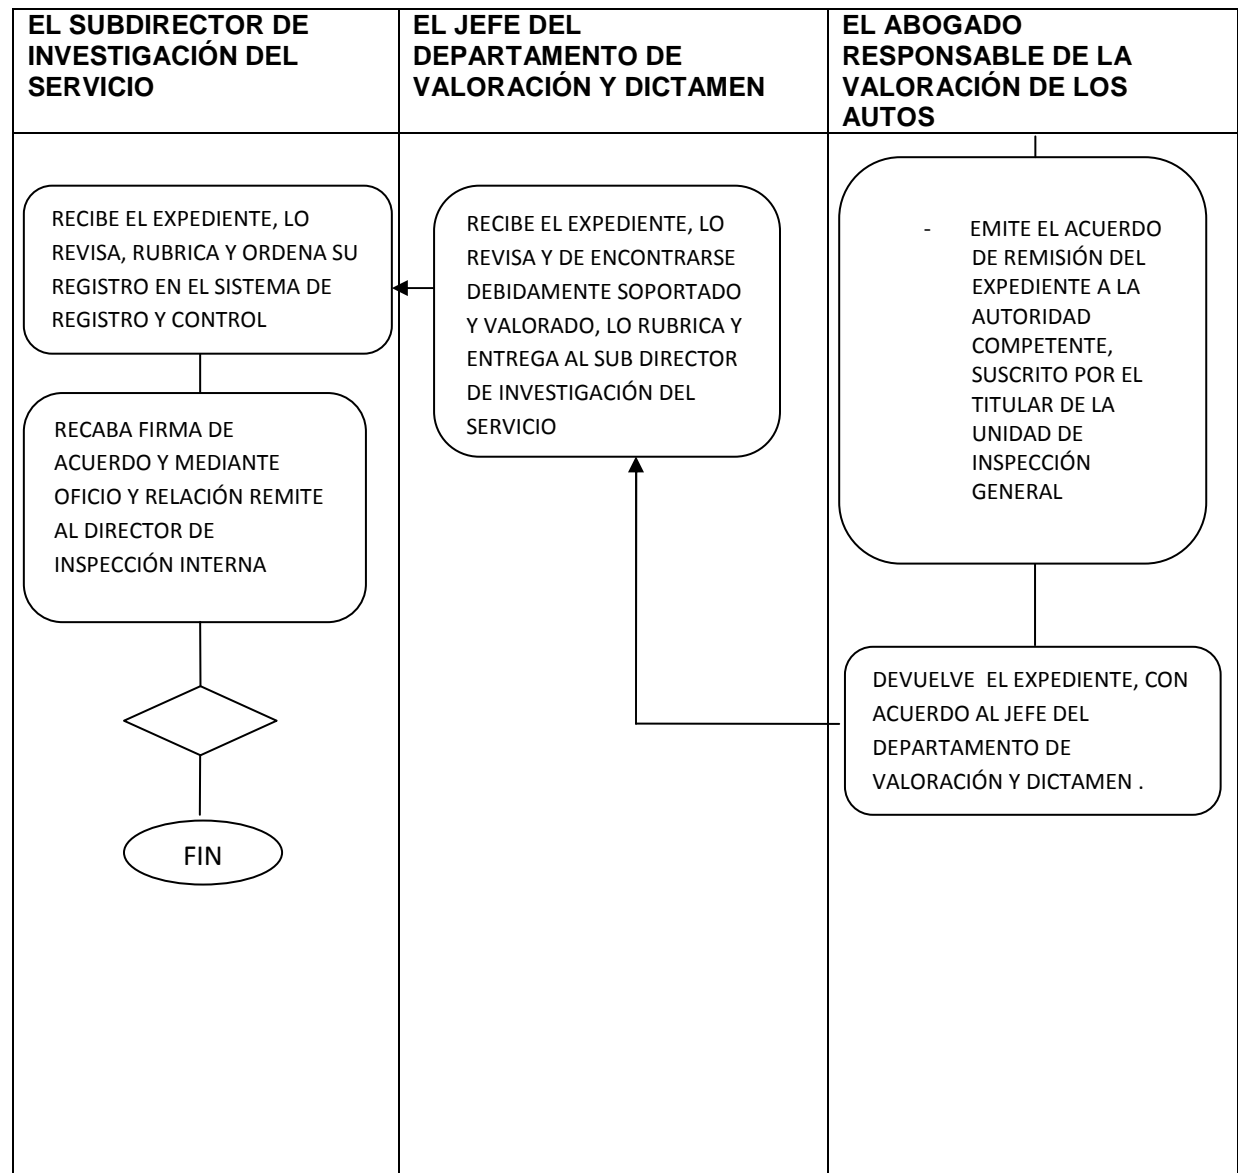 EL SUBDIRECTOR DE
INVESTIGACIÓN DEL
SERVICIO
EL JEFE DEL
DEPARTAMENTO DE
VALORACIÓN Y DICTAMEN
EL ABOGADO
RESPONSABLE DE LA
VALORACIÓN DE LOS
AUTOS
RECIBE EL EXPEDIENTE, LO
REVISA, RUBRICA Y ORDENA SU
REGISTRO EN EL SISTEMA DE
REGISTRO Y CONTROL
RECABA FIRMA DE
ACUERDO Y MEDIANTE
OFICIO Y RELACIÓN REMITE
AL DIRECTOR DE
INSPECCIÓN INTERNA
FIN
RECIBE EL EXPEDIENTE, LO
REVISA Y DE ENCONTRARSE
DEBIDAMENTE SOPORTADO
Y VALORADO, LO RUBRICA Y
ENTREGA AL SUB DIRECTOR
DE INVESTIGACIÓN DEL
SERVICIO
- EMITE EL ACUERDO
DE REMISIÓN DEL
EXPEDIENTE A LA
AUTORIDAD
COMPETENTE,
SUSCRITO POR EL
TITULAR DE LA
UNIDAD DE
INSPECCIÓN
GENERAL
DEVUELVE EL EXPEDIENTE, CON
ACUERDO AL JEFE DEL
DEPARTAMENTO DE
VALORACIÓN Y DICTAMEN .